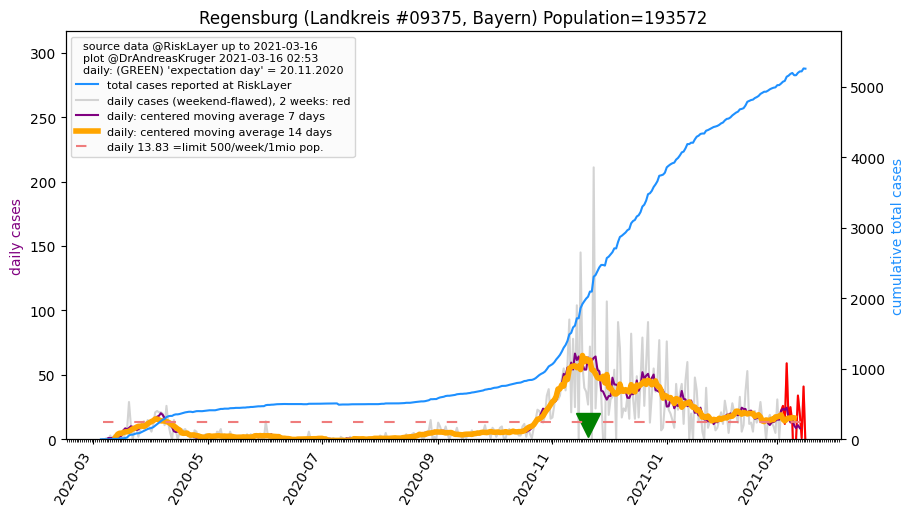 Regensburg (Landkreis #09375, Bayern) Population=193572
source data @RiskLayer up to 2021-03-16
plot @DrAndreasKruger 2021-03-16 02:53
daily: (GREEN) 'expectation day' = 20.11.2020
total cases reported at RiskLayer
daily cases (weekend-flawed), 2 weeks: red
daily: centered moving average 7 days
daily: centered moving average 14 days
daily 13.83 =limit 500/week/1mio pop.
daily cases
300
250
200
150
100
50
0
5000
4000
3000
2000
1000
0
cumulative total cases
2020-03
2020-05
2020-07
2020-09
2020-11
2021-01
2021-03